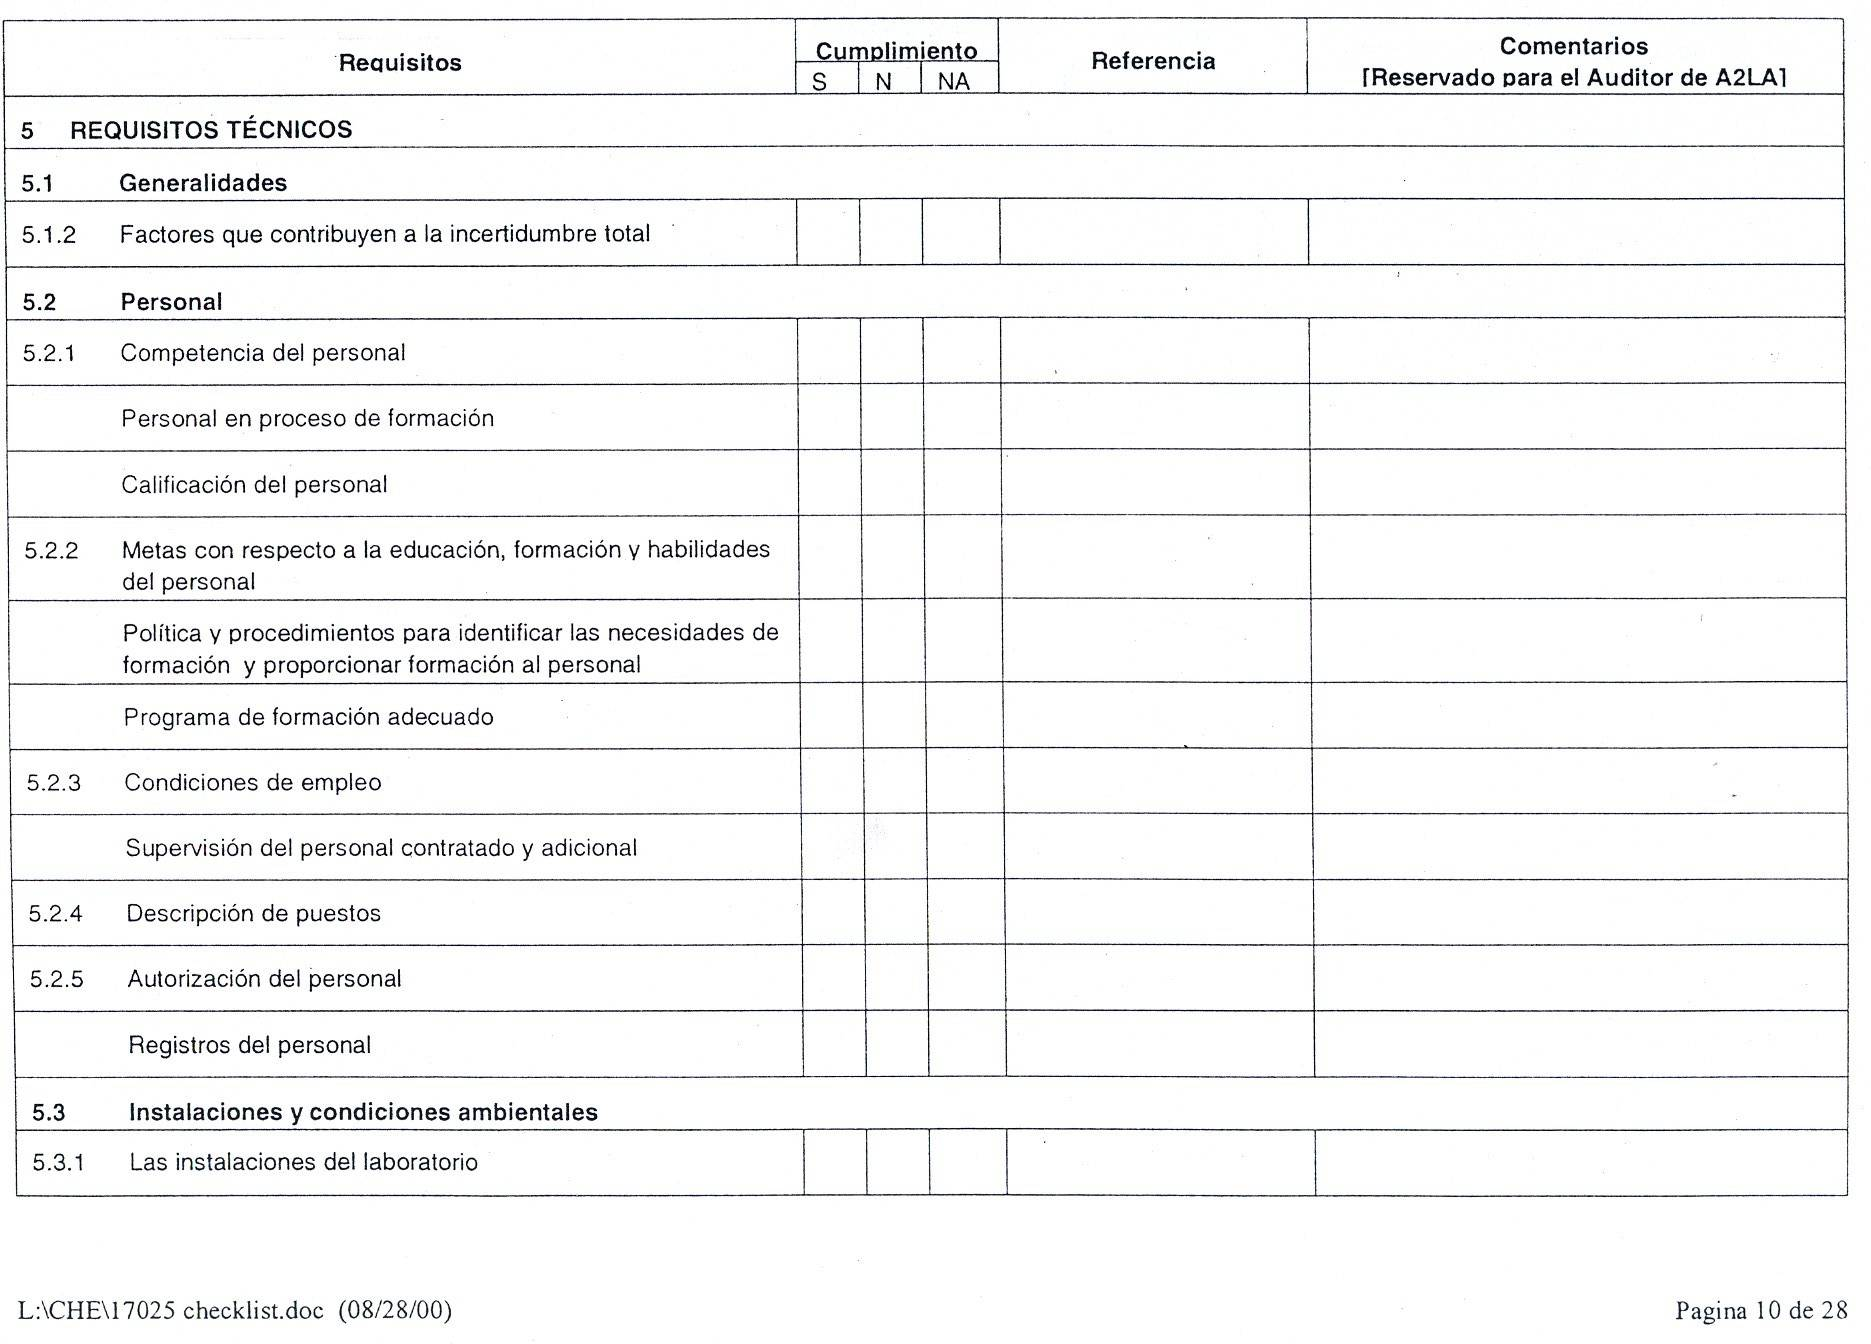 Requisitos
Cumplimiento
S N NA
Referencia
Comentarios
[Reservado para el Auditor de A2LA]
5 REQUISITOS TÉCNICOS
5.1 Generalidades
5.1.2 Factores que contribuyen a la incertidumbre total
5.2 Personal
5.2.1 Competencia del personal
Personal en proceso de formación
Calificación del personal
5.2.2 Metas con respecto a la educación, formación y habilidades
del personal
Política y procedimientos para identificar las necesidades de
formación y proporcionar formación al personal
Programa de formación adecuado
5.2.3 Condiciones de empleo
Supervisión del personal contratado y adicional
5.2.4 Descripción de puestos
5.2.5 Autorización del personal
Registros del personal
5.3 Instalaciones y condiciones ambientales
5.3.1 Las instalaciones del laboratorio
L:\CHE\17025 checklist.doc (08/28/00)
Pagina 10 de 28